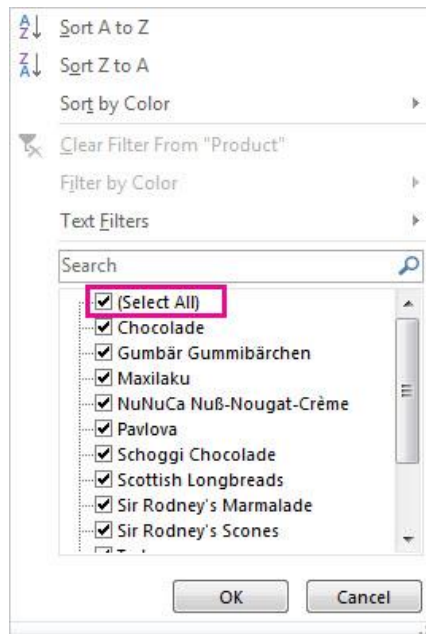 Sort A to Z
Sort Z to A
Sort by Color
Clear Filter From "Product"
Filter by Color
Text Filters
Search
(Select All)
Chocolade
Gumbär Gummibärchen
Maxilaku
NuNuCa Nuß-Nougat-Crème
Pavlova
Schoggi Chocolade
Scottish Longbreads
Sir Rodney's Marmalade
Sir Rodney's Scones
OK Cancel